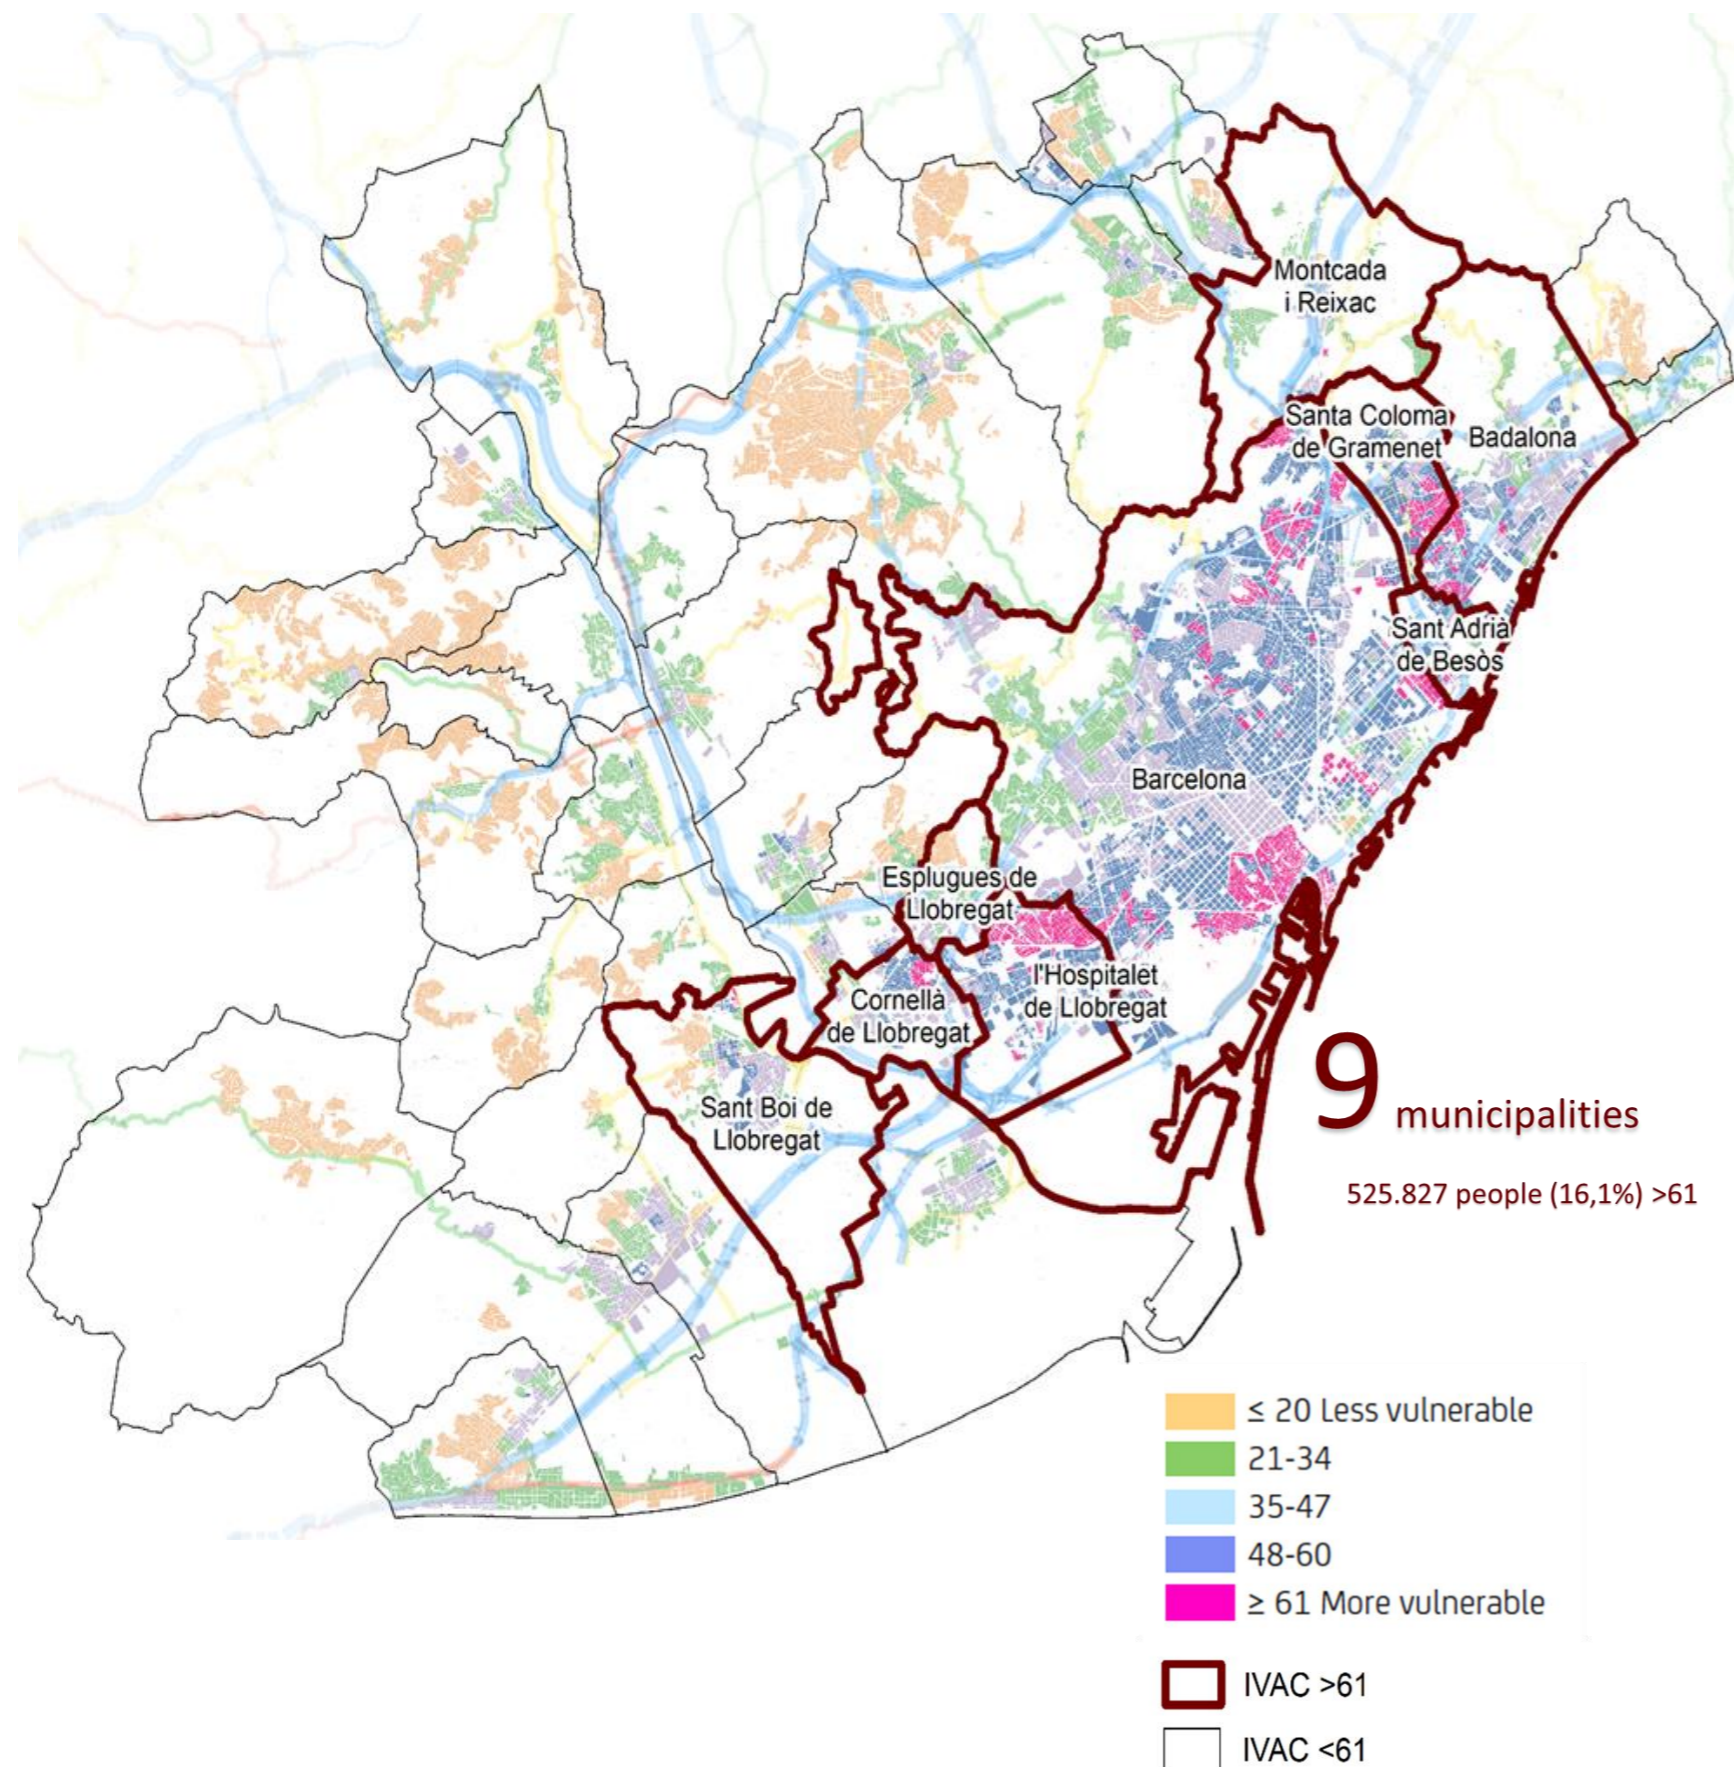 Montcada
i Reixac
Santa Coloma
de Gramenet
Badalona
Sant Adrià
de Besòs
Barcelona
Esplugues de
Llobregat
l'Hospitalet
de Llobregat
Cornellà
de Llobregat
Sant Boi de
Llobregat
9 municipalities
525.827 people (16,1%) >61
≤ 20 Less vulnerable
21-34
35-47
48-60
≥ 61 More vulnerable
IVAC >61
IVAC <61